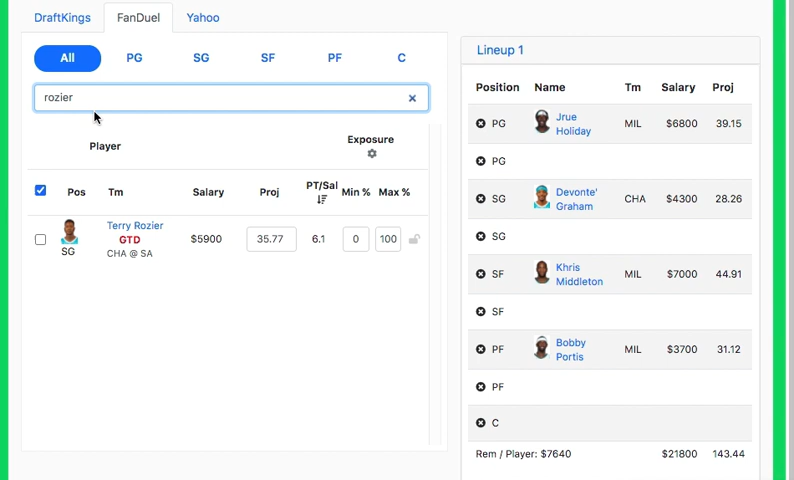 DraftKings FanDuel Yahoo
All PG SG SF PF C
rozier
Player Exposure
Pos Tm Salary Proj PT/Sal Min % Max %
Terry Rozier
GTD
SG CHA @ SA $5900 35.77 6.1 0 100
Lineup 1
Position Name Tm Salary Proj
PG Jrue Holiday MIL $6800 39.15
PG
SG Devonte' Graham CHA $4300 28.26
SG
SF Khris Middleton MIL $7000 44.91
SF
PF Bobby Portis MIL $3700 31.12
PF
C
Rem / Player: $7640 $21800 143.44